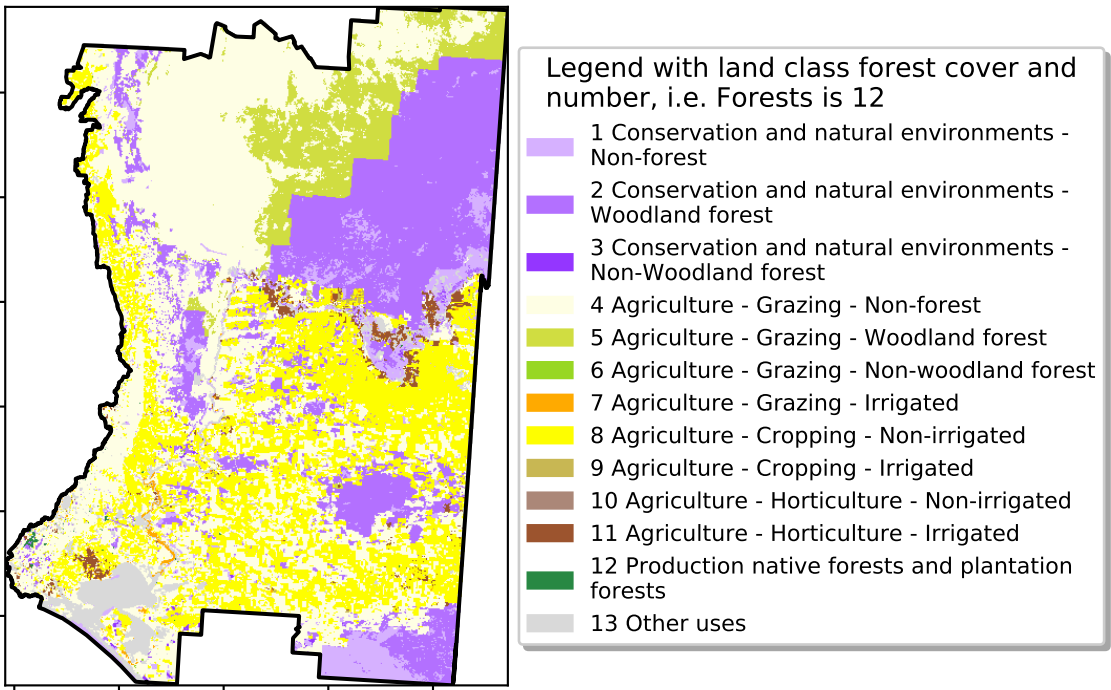 Legend with land class forest cover and
number, i.e. Forests is 12
1 Conservation and natural environments -
Non-forest
2 Conservation and natural environments -
Woodland forest
3 Conservation and natural environments -
Non-Woodland forest
4 Agriculture - Grazing - Non-forest
5 Agriculture - Grazing - Woodland forest
6 Agriculture - Grazing - Non-woodland forest
7 Agriculture - Grazing - Irrigated
8 Agriculture - Cropping - Non-irrigated
9 Agriculture - Cropping - Irrigated
10 Agriculture - Horticulture - Non-irrigated
11 Agriculture - Horticulture - Irrigated
12 Production native forests and plantation
forests
13 Other uses